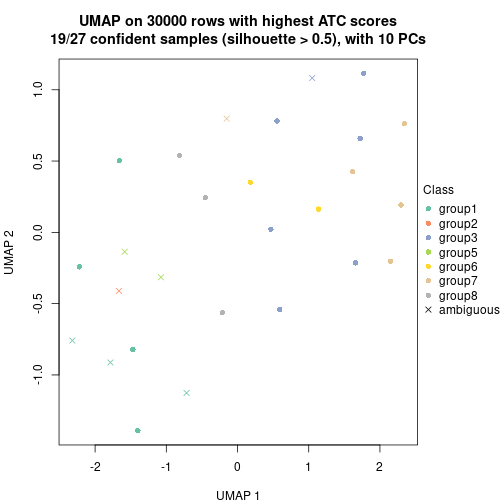 UMAP on 30000 rows with highest ATC scores
19/27 confident samples (silhouette > 0.5), with 10 PCs
UMAP 2
1.0
0.5
0.0
-0.5
-1.0
-2
-1
0
1
2
UMAP 1
Class
group1
group2
group3
group5
group6
group7
group8
ambiguous